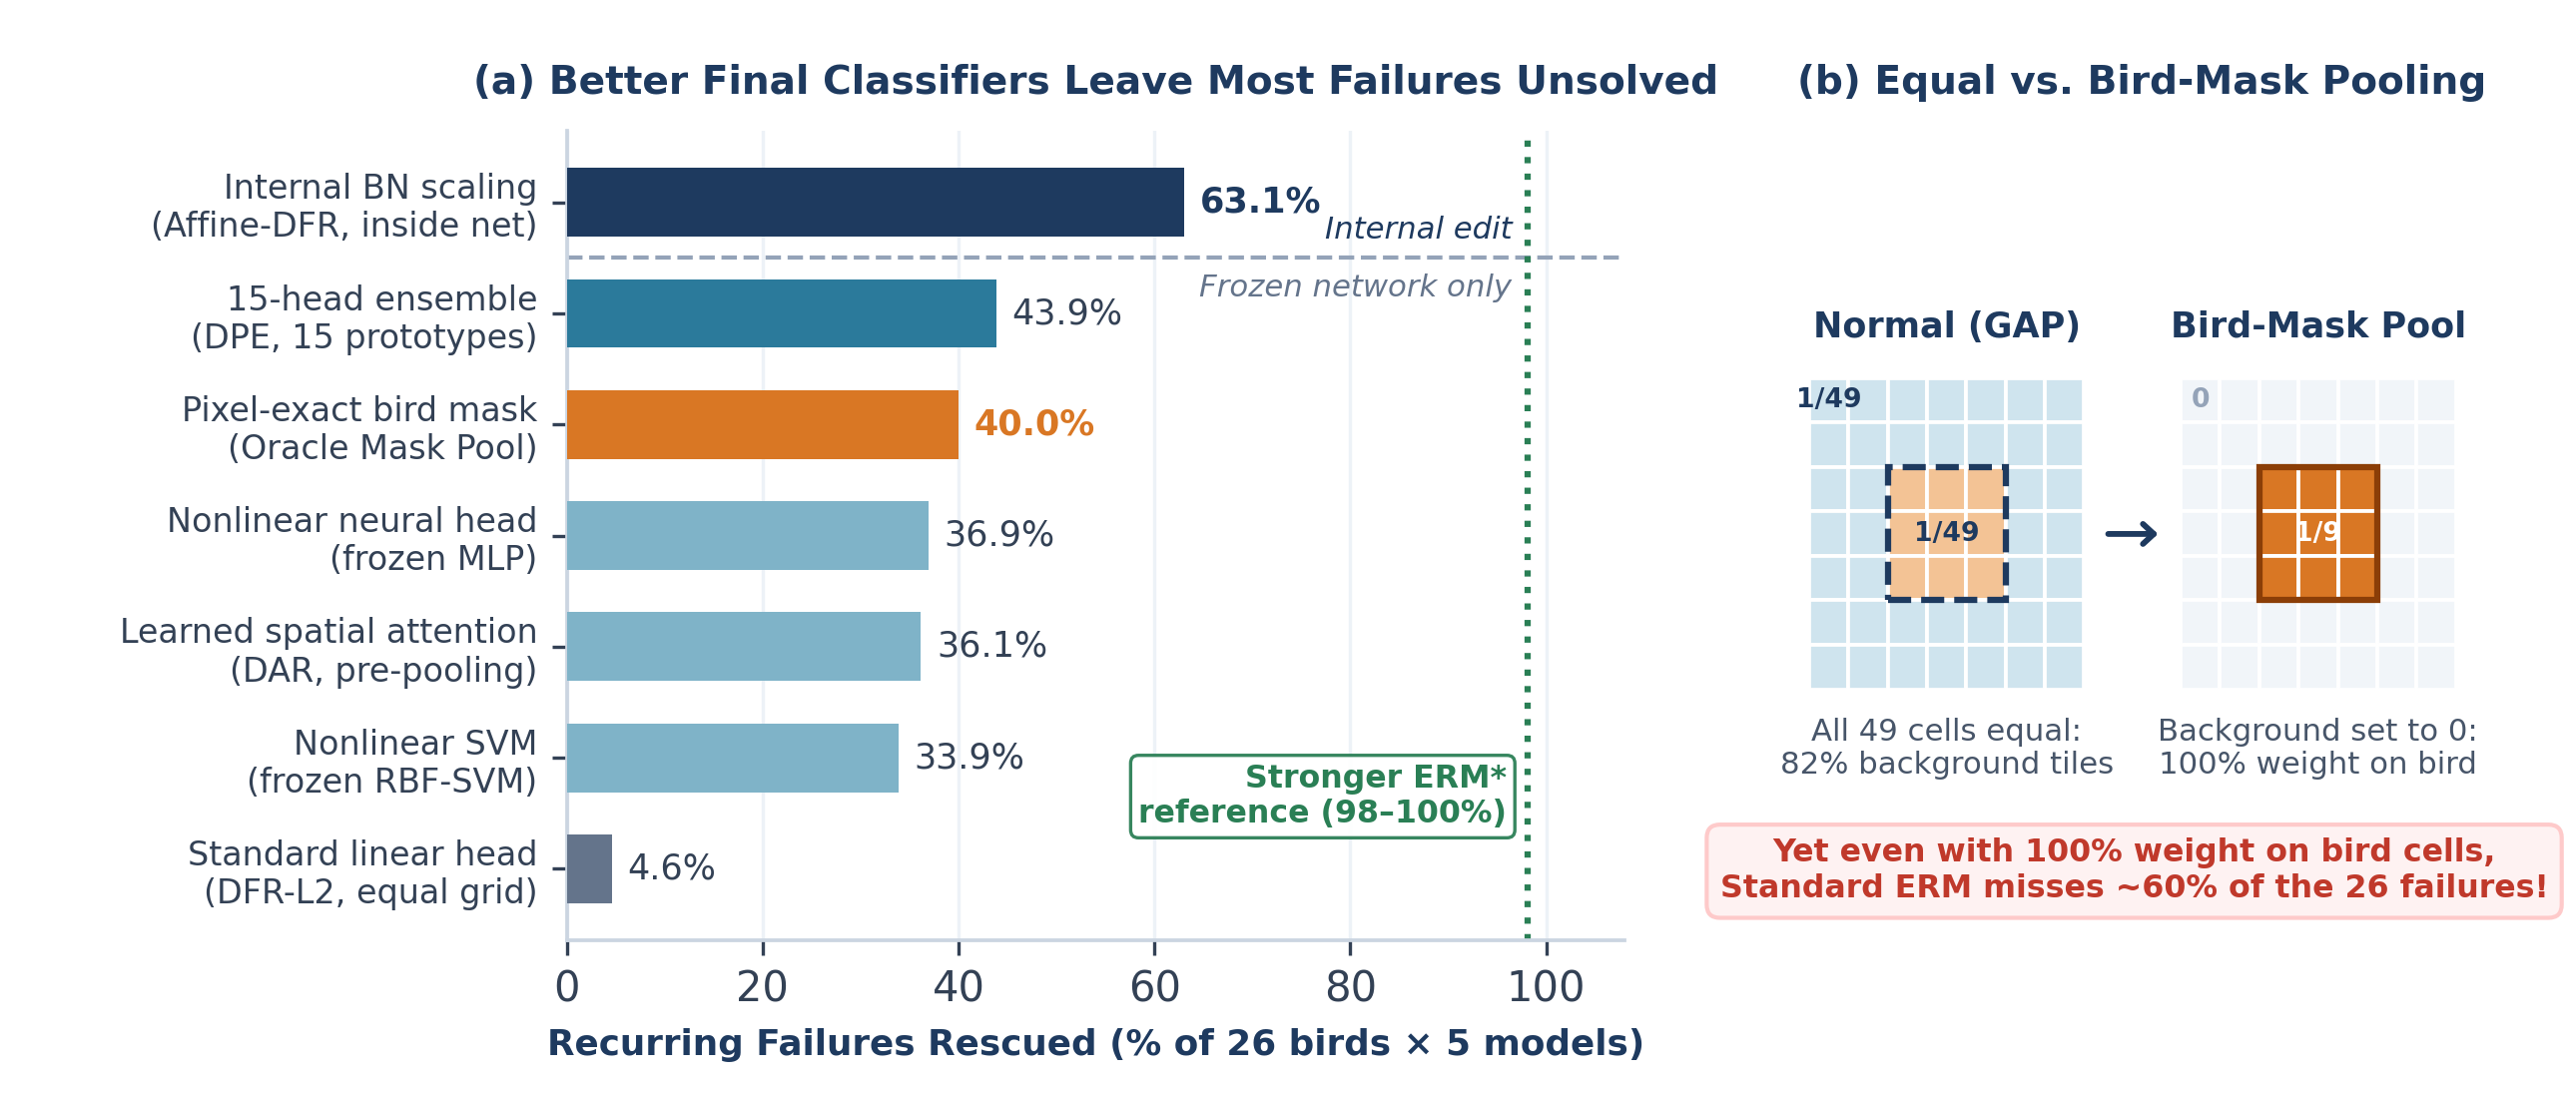 (a) Better Final Classifiers Leave Most Failures Unsolved
Internal BN scaling
(Affine-DFR, inside net)
63.1%
Internal edit
Frozen network only
15-head ensemble
(DPE, 15 prototypes)
43.9%
Pixel-exact bird mask
(Oracle Mask Pool)
40.0%
Nonlinear neural head
(frozen MLP)
36.9%
Learned spatial attention
(DAR, pre-pooling)
36.1%
Nonlinear SVM
(frozen RBF-SVM)
33.9%
Stronger ERM*
reference (98–100%)
Standard linear head
(DFR-L2, equal grid)
4.6%
0 20 40 60 80 100
Recurring Failures Rescued (% of 26 birds × 5 models)
(b) Equal vs. Bird-Mask Pooling
Normal (GAP)
1/49
1/49
All 49 cells equal:
82% background tiles
→
Bird-Mask Pool
0
1/9
Background set to 0:
100% weight on bird
Yet even with 100% weight on bird cells,
Standard ERM misses ~60% of the 26 failures!